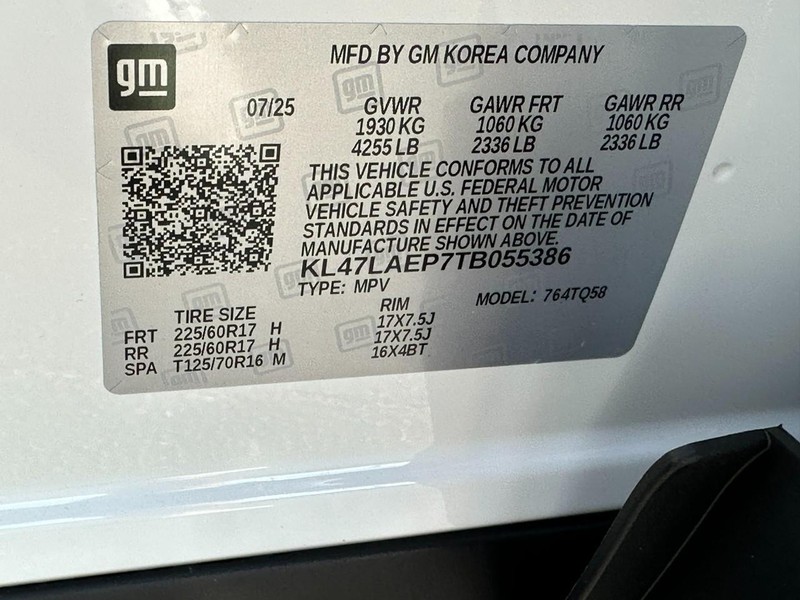 gm
MFD BY GM KOREA COMPANY
07/25 GVWR GAWR FRT GAWR RR
1930 KG 1060 KG 1060 KG
4255 LB 2336 LB 2336 LB
THIS VEHICLE CONFORMS TO ALL
APPLICABLE U.S. FEDERAL MOTOR
VEHICLE SAFETY AND THEFT PREVENTION
STANDARDS IN EFFECT ON THE DATE OF
MANUFACTURE SHOWN ABOVE.
KL47LAEP7TB055386
TYPE: MPV MODEL: 764TQ58
TIRE SIZE RIM
FRT 225/60R17 H 17X7.5J
RR 225/60R17 H 17X7.5J
SPA T125/70R16 M 16X4BT